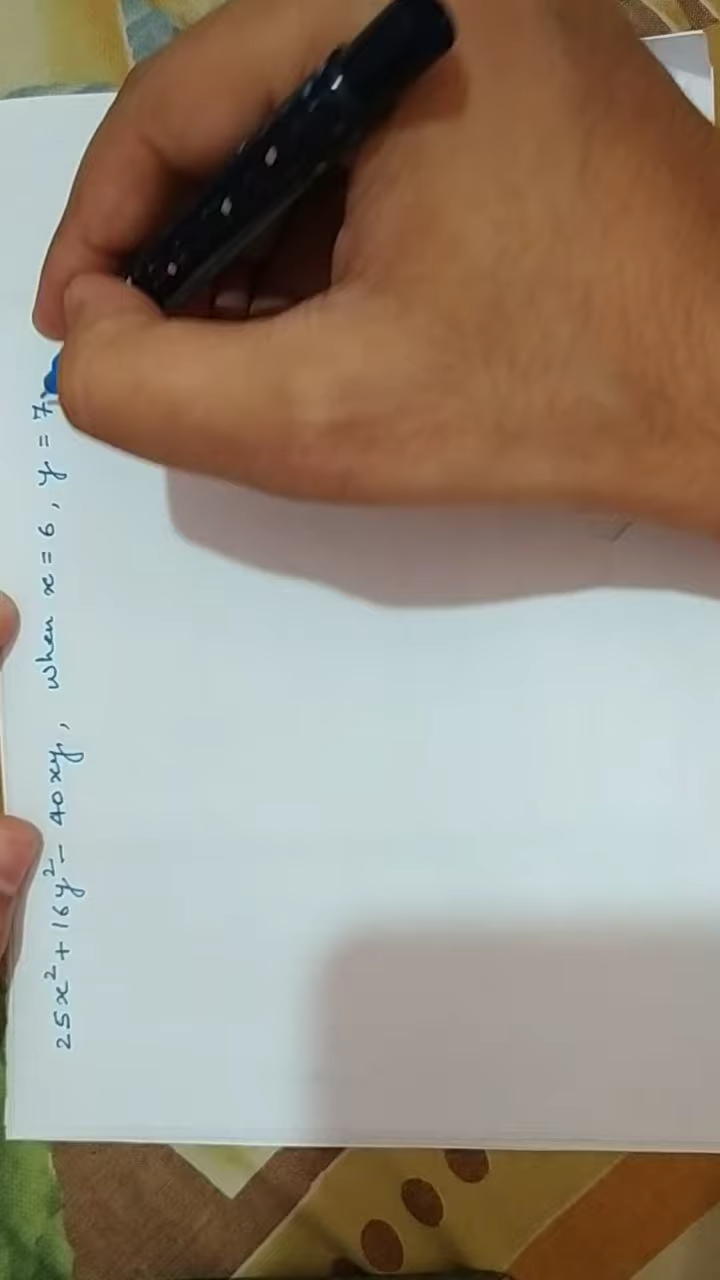 25x² + 16y² - 40xy, when x = 6, y = 7